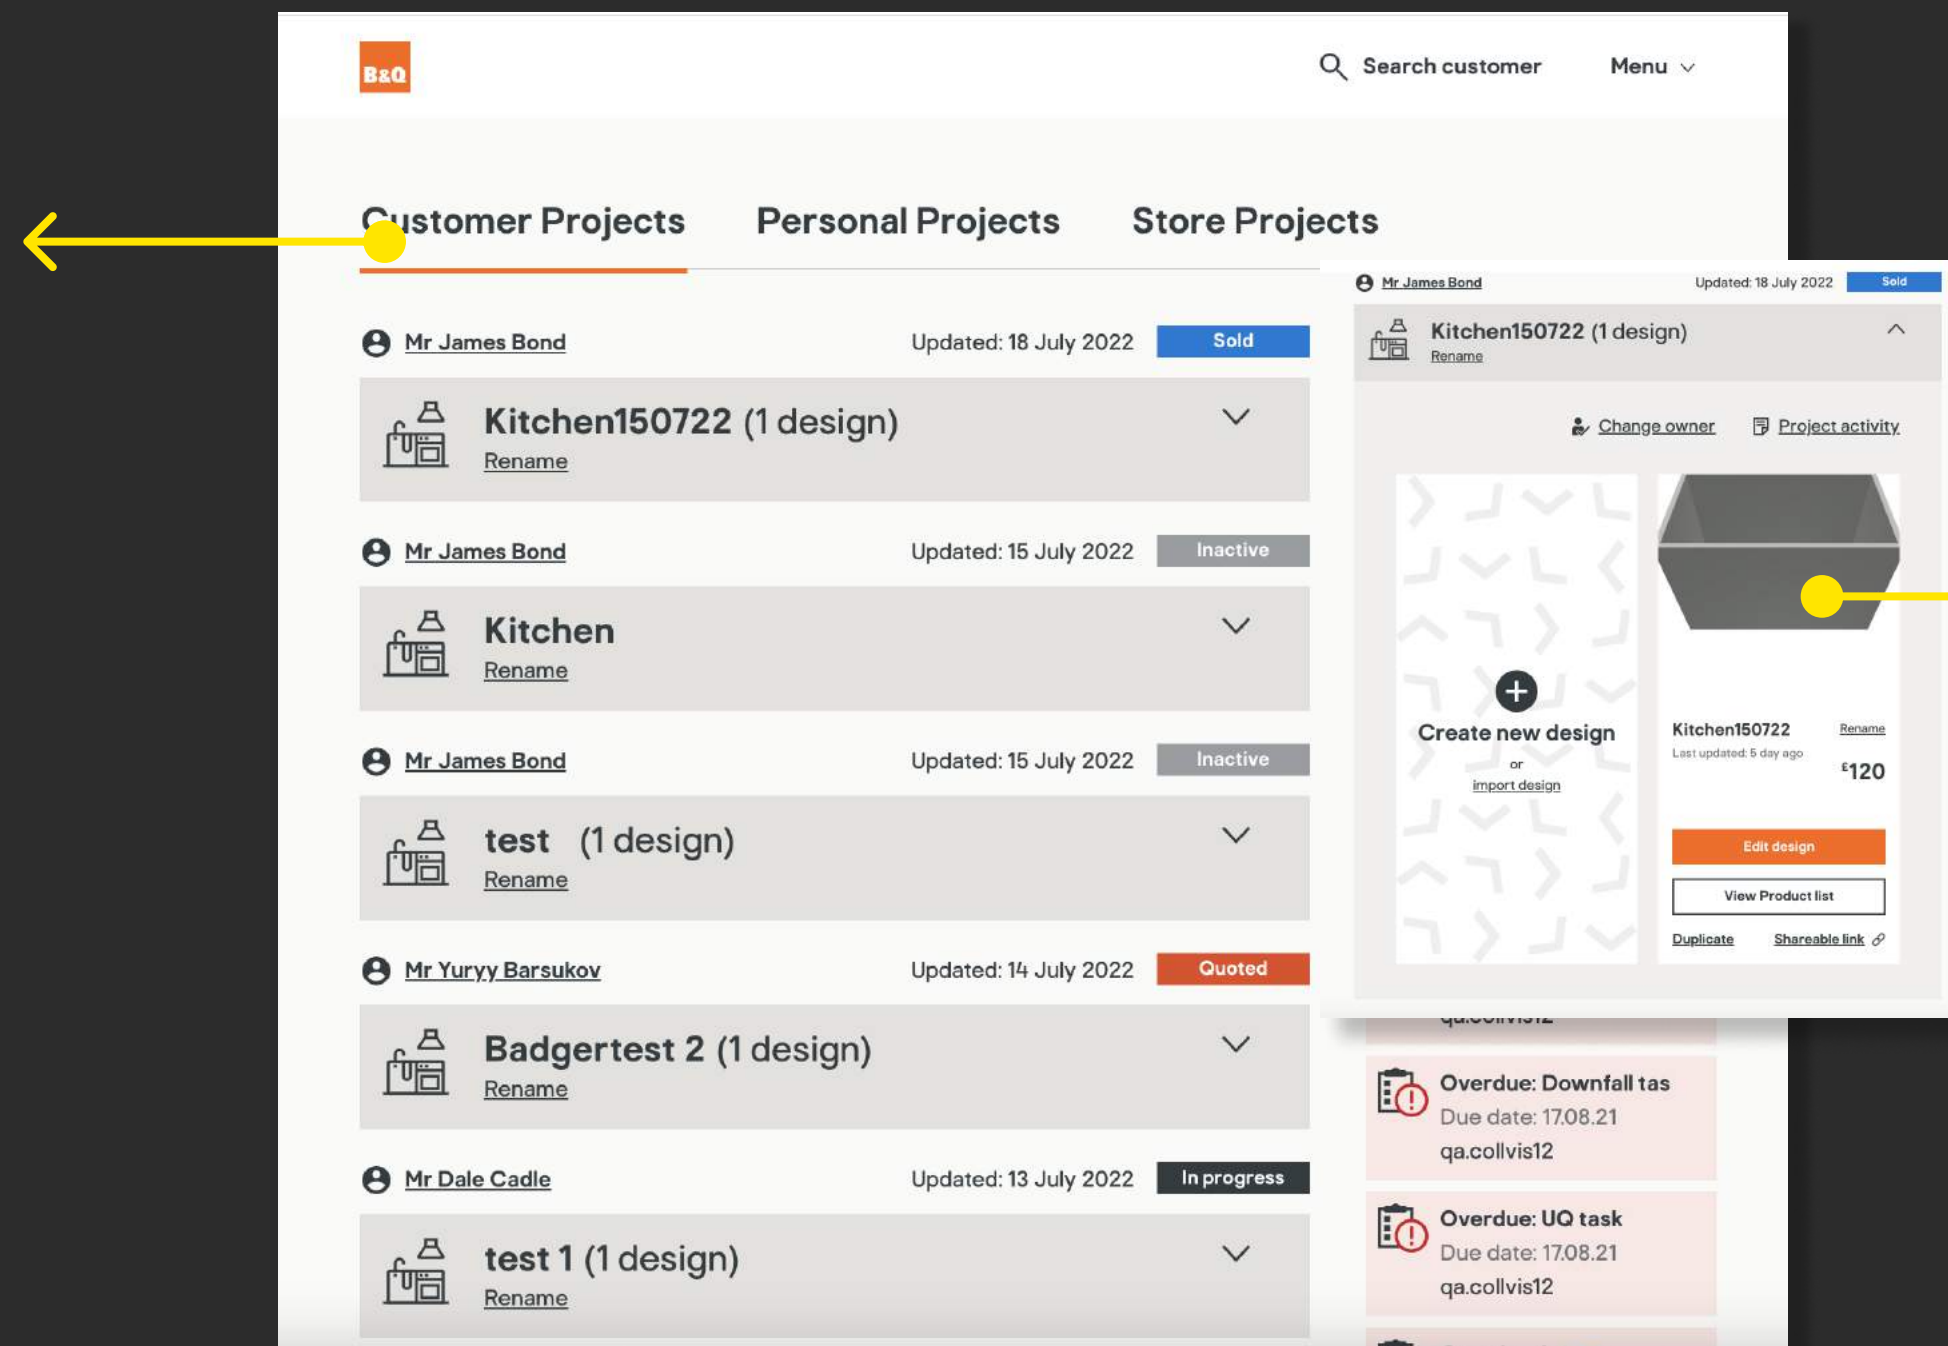 B&Q
Search customer
Menu
Customer Projects
Personal Projects
Store Projects
Mr James Bond
Updated: 18 July 2022
Sold
Kitchen150722 (1 design)
Rename
Mr James Bond
Updated: 15 July 2022
Inactive
Kitchen
Rename
Mr James Bond
Updated: 15 July 2022
Inactive
test (1 design)
Rename
Mr Yuryy Barsukov
Updated: 14 July 2022
Quoted
Badgertest 2 (1 design)
Rename
Mr Dale Cadle
Updated: 13 July 2022
In progress
test 1 (1 design)
Rename
Mr James Bond
Updated: 18 July 2022
Sold
Kitchen150722 (1 design)
Rename
Change owner
Project activity
Create new design
or
import design
Kitchen150722
Rename
Last updated: 5 day ago
£120
Edit design
View Product list
Duplicate
Shareable link
qa.collvis12
Overdue: Downfall tas
Due date: 17.08.21
qa.collvis12
Overdue: UQ task
Due date: 17.08.21
qa.collvis12